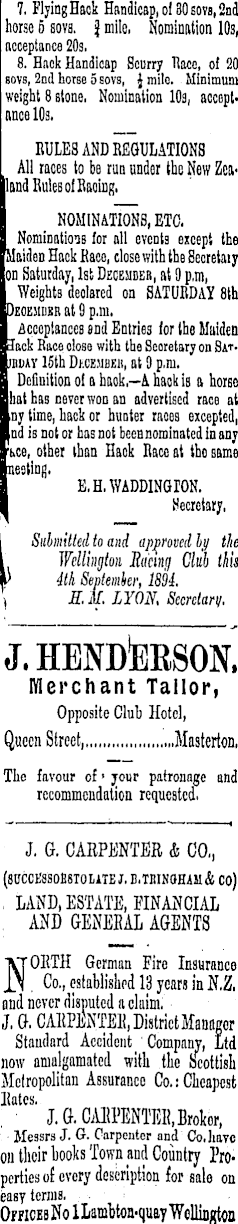 7. Flying Hack Handicap, of 30 sovs, 2nd
horse 5 sovs. ¾ mile. Nomination 10s,
acceptance 20s.
8. Hack Handicap Scurry Race, of 20
sovs, 2nd horse 5 sovs, ½ mile. Minimum
weight 8 stone. Nomination 10s, accept-
ance 10s.
RULES AND REGULATIONS
All races to be run under the New Zea-
land Rules of Racing.
NOMINATIONS, ETC.
Nominations for all events except the
Maiden Hack Race, close with the Secretary
on Saturday, 1st DECEMBER, at 9 p.m,
Weights declared on SATURDAY 8th
DECEMBER at 9 p.m.
Acceptances and Entries for the Maiden
Hack Race close with the Secretary on SAT-
URDAY 15th DECEMBER, at 9 p.m.
Definition of a hack.—A hack is a horse
that has never won an advertised race at
any time, hack or hunter races excepted,
and is not or has not been nominated in any
race, other than Hack Race at the same
meeting.
E. H. WADDINGTON.
Secretary.
Submitted to and approved by the
Wellington Racing Club this
4th September, 1894.
H. M. LYON, Secretary.
J. HENDERSON,
Merchant Tailor,
Opposite Club Hotel,
Queen Street,.....................Masterton.
The favour of your patronage and
recommendation requested.
J. G. CARPENTER & CO.,
(SUCCESSORS TO LATE J. B. TRINGHAM & CO)
LAND, ESTATE, FINANCIAL
AND GENERAL AGENTS
NORTH German Fire Insurance
Co., established 13 years in N.Z,
and never disputed a claim.
J. G. CARPENTER, District Manager
Standard Accident Company, Ltd
now amalgamated with the Scottish
Metropolitan Assurance Co.: Cheapest
Rates.
J. G. CARPENTER, Broker,
Messrs J. G. Carpenter and Co. have
on their books Town and Country Pro-
perties of every description for sale on
easy terms.
OFFICES No 1 Lambton-quay Wellington